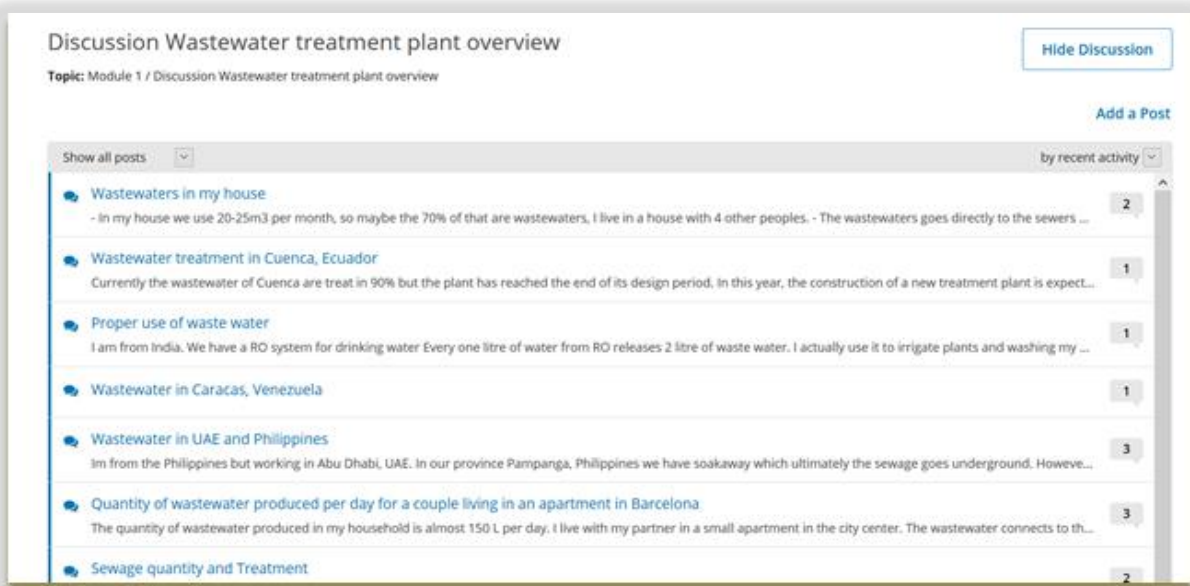 Discussion Wastewater treatment plant overview
Hide Discussion
Topic: Module 1 / Discussion Wastewater treatment plant overview
Add a Post
Show all posts
by recent activity
Wastewaters in my house
2
- In my house we use 20-25m3 per month, so maybe the 70% of that are wastewaters, I live in a house with 4 other peoples. - The wastewaters goes directly to the sewers ...
Wastewater treatment in Cuenca, Ecuador
1
Currently the wastewater of Cuenca are treat in 90% but the plant has reached the end of its design period. In this year, the construction of a new treatment plant is expect...
Proper use of waste water
1
I am from India. We have a RO system for drinking water Every one litre of water from RO releases 2 litre of waste water. I actually use it to irrigate plants and washing my ...
Wastewater in Caracas, Venezuela
1
Wastewater in UAE and Philippines
3
Im from the Philippines but working in Abu Dhabi, UAE. In our province Pampanga, Philippines we have soakaway which ultimately the sewage goes underground. Howeve...
Quantity of wastewater produced per day for a couple living in an apartment in Barcelona
3
The quantity of wastewater produced in my household is almost 150 L per day. I live with my partner in a small apartment in the city center. The wastewater connects to th...
Sewage quantity and Treatment
2